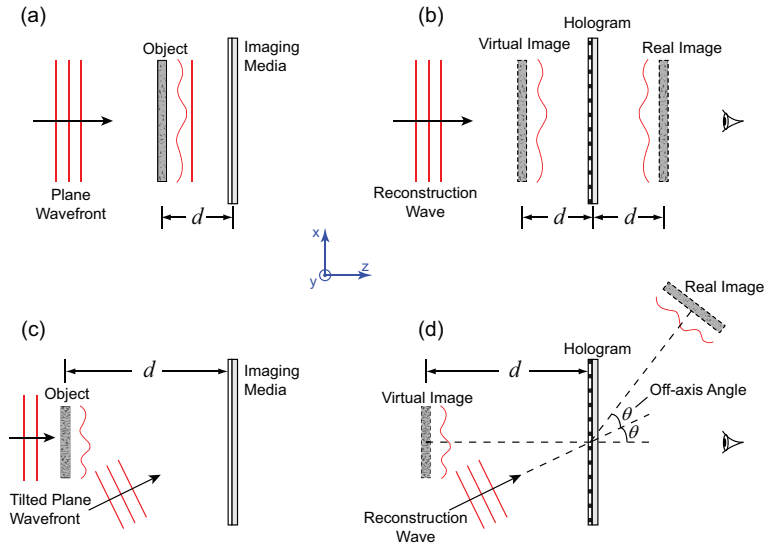 (a)
Object
Imaging
Media
Plane
Wavefront
d
(b)
Hologram
Virtual Image
Real Image
Reconstruction
Wave
d
d
x
y
z
(c)
Object
d
Imaging
Media
Tilted Plane
Wavefront
(d)
Real Image
Hologram
d
Virtual Image
Off-axis Angle
θ
θ
Reconstruction
Wave